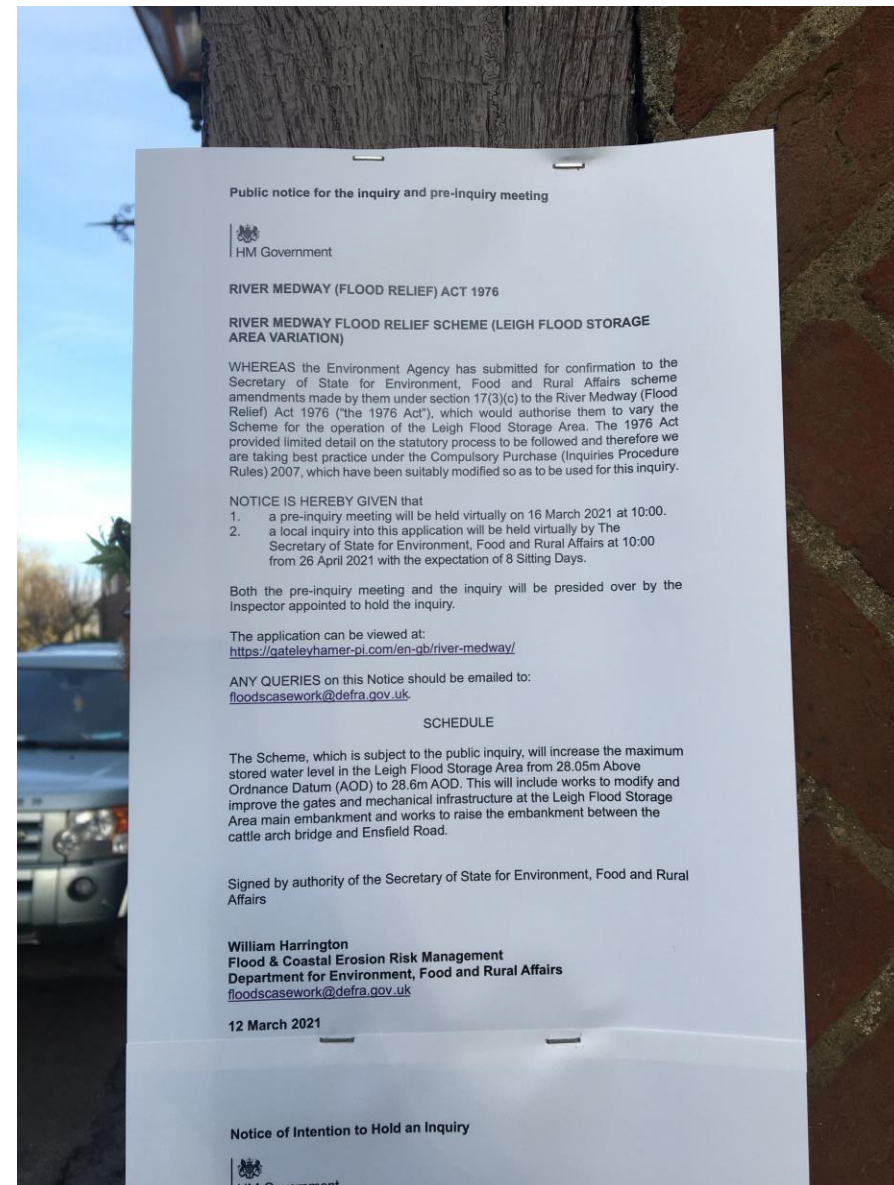 Public notice for the inquiry and pre-inquiry meeting
HM Government
RIVER MEDWAY (FLOOD RELIEF) ACT 1976
RIVER MEDWAY FLOOD RELIEF SCHEME (LEIGH FLOOD STORAGE
AREA VARIATION)
WHEREAS the Environment Agency has submitted for confirmation to the
Secretary of State for Environment, Food and Rural Affairs scheme
amendments made by them under section 17(3)(c) to the River Medway (Flood
Relief) Act 1976 ("the 1976 Act"), which would authorise them to vary the
Scheme for the operation of the Leigh Flood Storage Area. The 1976 Act
provided limited detail on the statutory process to be followed and therefore we
are taking best practice under the Compulsory Purchase (Inquiries Procedure
Rules) 2007, which have been suitably modified so as to be used for this inquiry.
NOTICE IS HEREBY GIVEN that
1. a pre-inquiry meeting will be held virtually on 16 March 2021 at 10:00.
2. a local inquiry into this application will be held virtually by The
Secretary of State for Environment, Food and Rural Affairs at 10:00
from 26 April 2021 with the expectation of 8 Sitting Days.
Both the pre-inquiry meeting and the inquiry will be presided over by the
Inspector appointed to hold the inquiry.
The application can be viewed at:
https://gateleyhamer-pi.com/en-gb/river-medway/
ANY QUERIES on this Notice should be emailed to:
floodscasework@defra.gov.uk.
SCHEDULE
The Scheme, which is subject to the public inquiry, will increase the maximum
stored water level in the Leigh Flood Storage Area from 28.05m Above
Ordnance Datum (AOD) to 28.6m AOD. This will include works to modify and
improve the gates and mechanical infrastructure at the Leigh Flood Storage
Area main embankment and works to raise the embankment between the
cattle arch bridge and Ensfield Road.
Signed by authority of the Secretary of State for Environment, Food and Rural
Affairs
William Harrington
Flood & Coastal Erosion Risk Management
Department for Environment, Food and Rural Affairs
floodscasework@defra.gov.uk
12 March 2021
Notice of Intention to Hold an Inquiry
HM Government